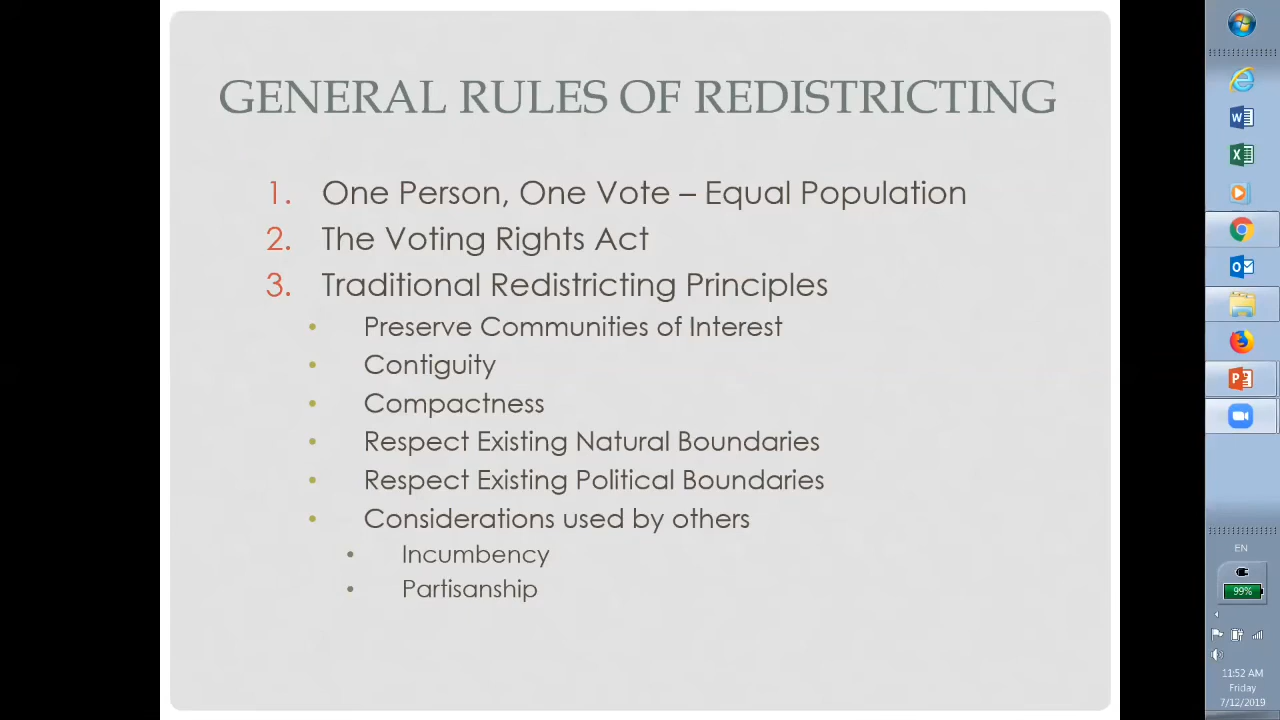 GENERAL RULES OF REDISTRICTING
1. One Person, One Vote – Equal Population
2. The Voting Rights Act
3. Traditional Redistricting Principles
• Preserve Communities of Interest
• Contiguity
• Compactness
• Respect Existing Natural Boundaries
• Respect Existing Political Boundaries
• Considerations used by others
• Incumbency
• Partisanship
EN
99%
11:52 AM
Friday
7/12/2019